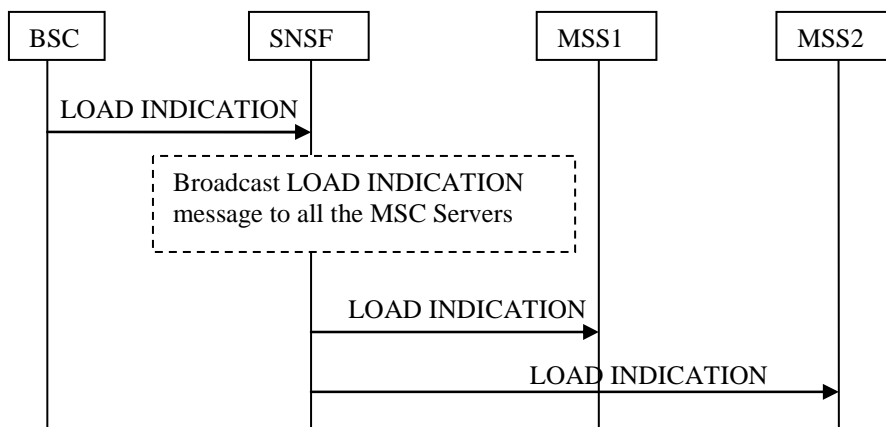 BSC
SNSF
MSS1
MSS2
LOAD INDICATION
Broadcast LOAD INDICATION
message to all the MSC Servers
LOAD INDICATION
LOAD INDICATION